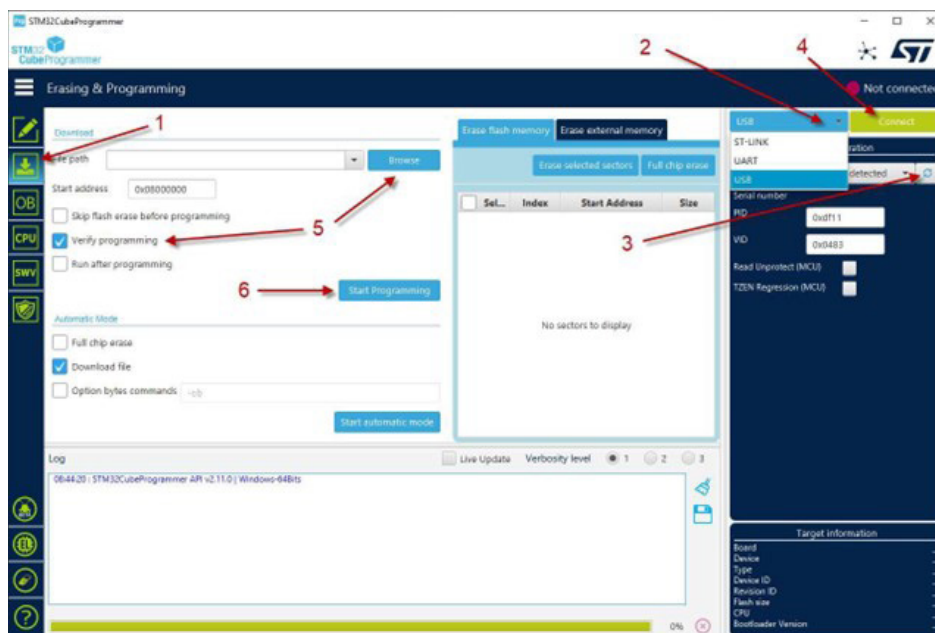 STM32CubeProgrammer
STM32
CubeProgrammer
Erasing & Programming
Not connected
1
2
3
4
5
6
Download
File path
Browse
Start address 0x08000000
Skip flash erase before programming
Verify programming
Run after programming
Start Programming
Automatic Mode
Full chip erase
Download file
Option bytes commands -ob
Start automatic mode
Erase flash memory Erase external memory
Erase selected sectors Full chip erase
Sel... Index Start Address Size
No sectors to display
USB Connect
ST-LINK
UART
USB
ration
detected
Serial number
PID 0xdf11
VID 0x0483
Read Unprotect (MCU)
TZEN Regression (MCU)
OB
CPU
SWV
Log
Live Update Verbosity level 1 2 3
08:44:20 : STM32CubeProgrammer API v2.11.0 | Windows-64Bits
0%
Target information
Board
Device
Type
Device ID
Revision ID
Flash size
CPU
Bootloader Version